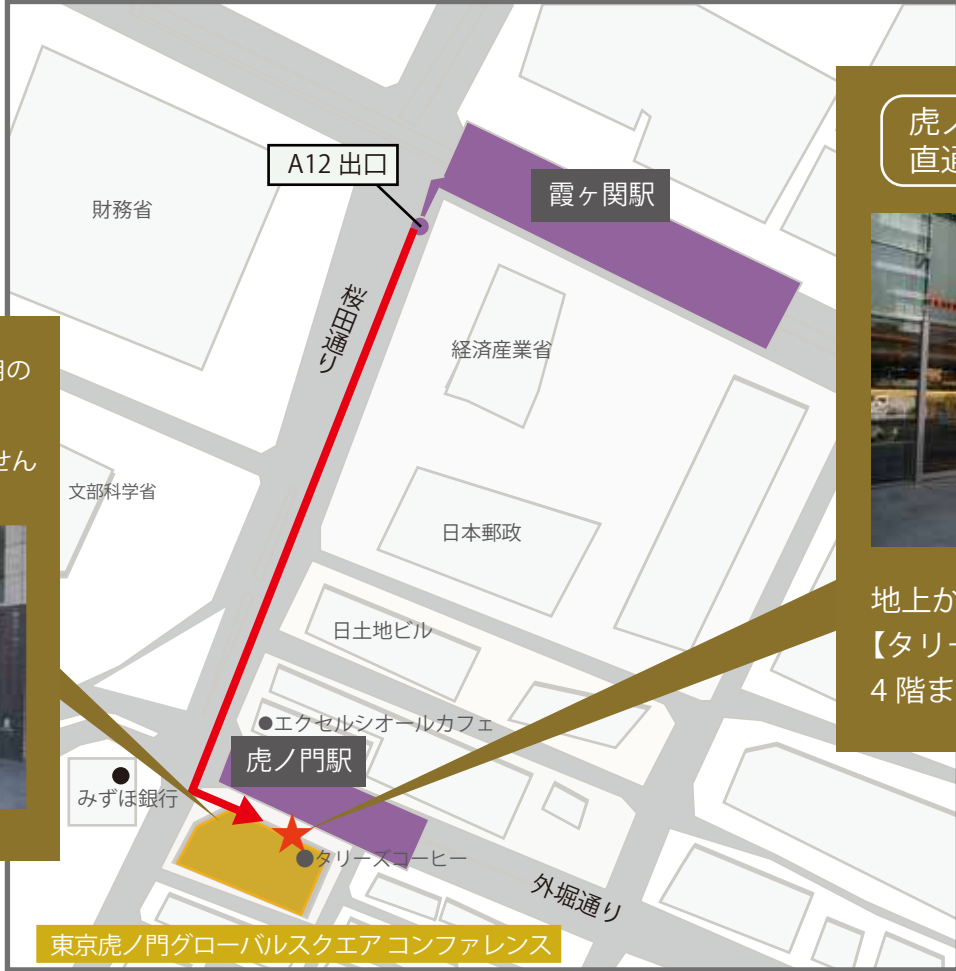 虎ノ
直通
A12 出口
霞ヶ関駅
財務省
桜田通り
経済産業省
用の
せん
文部科学省
日本郵政
日土地ビル
地上か
【タリー
4 階ま
●エクセルシオールカフェ
虎ノ門駅
みずほ銀行
●タリーズコーヒー
外堀通り
東京虎ノ門グローバルスクエア コンファレンス